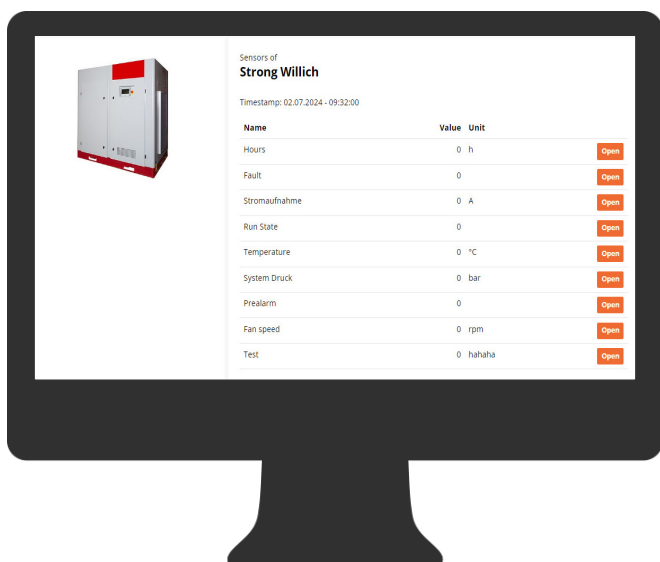 Sensors of
Strong Willich
Timestamp: 02.07.2024 - 09:32:00
Name Value Unit
Hours 0 h Open
Fault 0 Open
Stromaufnahme 0 A Open
Run State 0 Open
Temperature 0 °C Open
System Druck 0 bar Open
Prealarm 0 Open
Fan speed 0 rpm Open
Test 0 hahaha Open